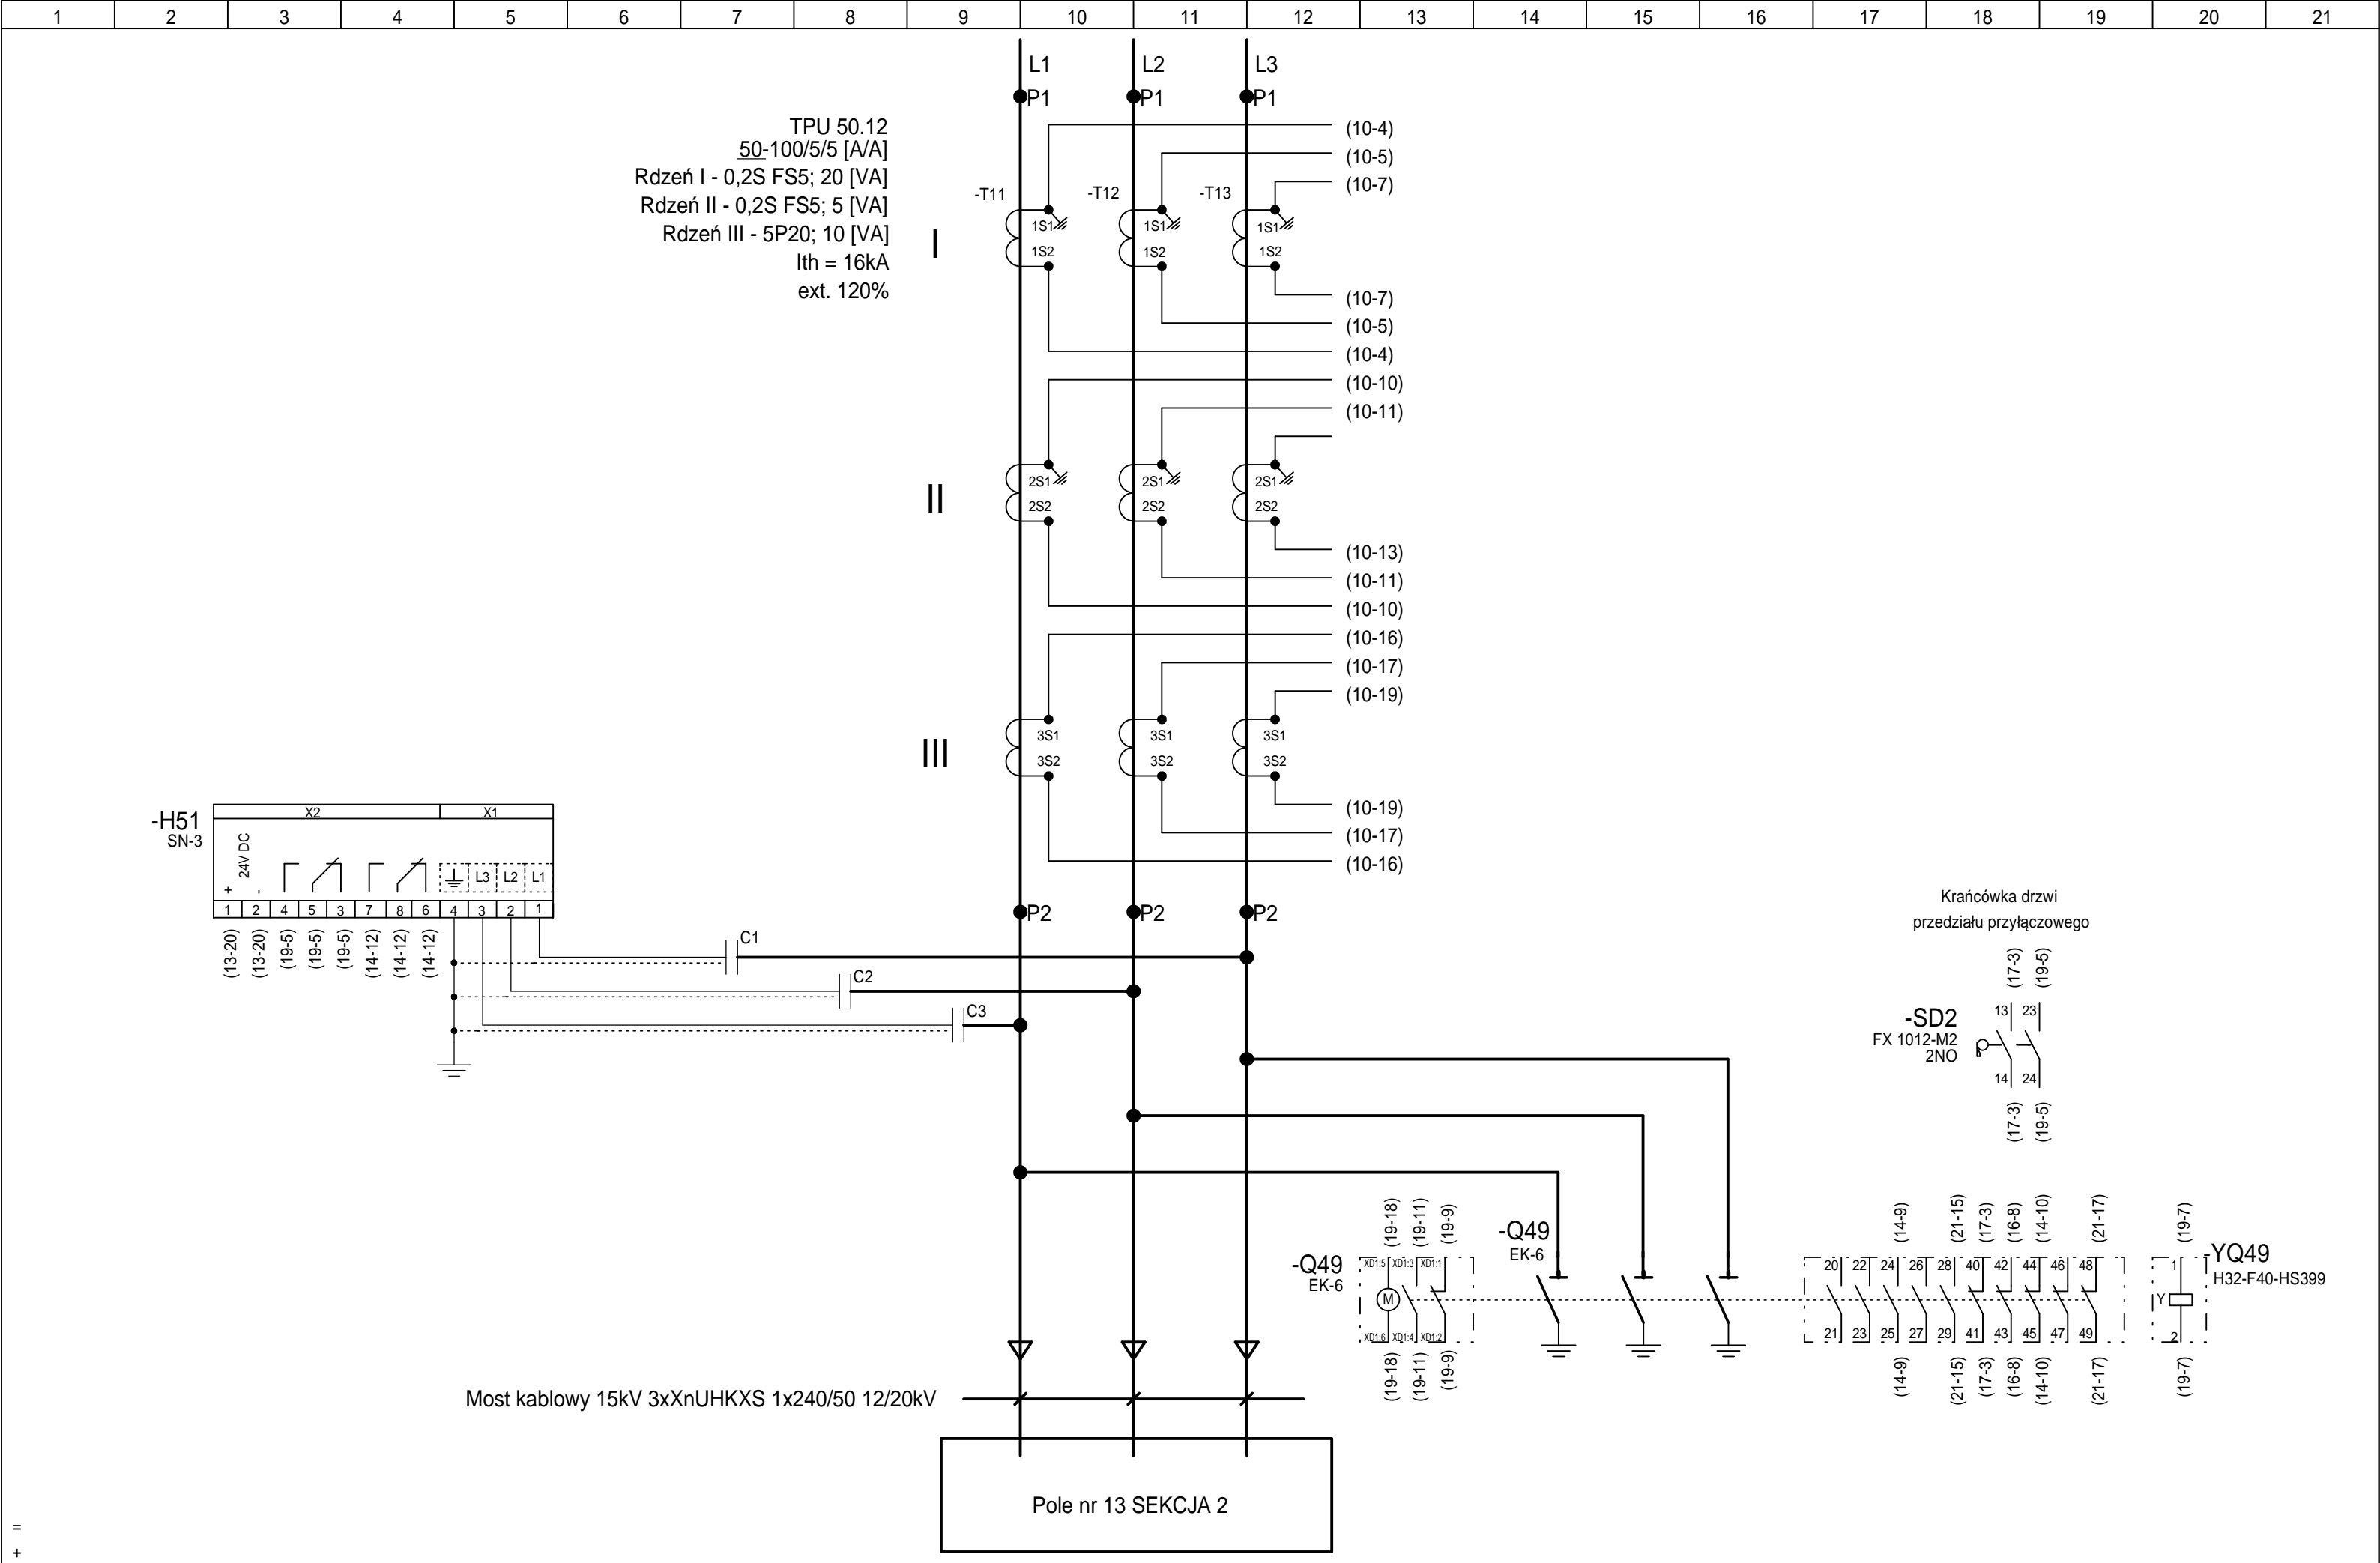 1 2 3 4 5 6 7 8 9 10 11 12 13 14 15 16 17 18 19 20 21
L1 L2 L3
P1 P1 P1
TPU 50.12
50-100/5/5 [A/A]
Rdzeń I - 0,2S FS5; 20 [VA]
Rdzeń II - 0,2S FS5; 5 [VA]
Rdzeń III - 5P20; 10 [VA]
Ith = 16kA
ext. 120%
(10-4)
(10-5)
(10-7)
-T11 -T12 -T13
I
1S1 1S1 1S1
1S2 1S2 1S2
(10-7)
(10-5)
(10-4)
(10-10)
(10-11)
II
2S1 2S1 2S1
2S2 2S2 2S2
(10-13)
(10-11)
(10-10)
(10-16)
(10-17)
(10-19)
III
3S1 3S1 3S1
3S2 3S2 3S2
(10-19)
(10-17)
(10-16)
P2 P2 P2
-H51
SN-3
X2 X1
24V DC
+ -
L3 L2 L1
1 2 4 5 3 7 8 6 4 3 2 1
(13-20) (13-20) (19-5) (19-5) (19-5) (14-12) (14-12) (14-12)
C1
C2
C3
Krańcówka drzwi
przedziału przyłączowego
(17-3) (19-5)
-SD2
FX 1012-M2
2NO
13 23
14 24
(17-3) (19-5)
(19-18) (19-11) (19-9)
-Q49
EK-6
XD1:5 XD1:3 XD1:1
M
XD1:6 XD1:4 XD1:2
(19-18) (19-11) (19-9)
-Q49
EK-6
(14-9) (21-15) (17-3) (16-8) (14-10) (21-17)
20 22 24 26 28 40 42 44 46 48
21 23 25 27 29 41 43 45 47 49
(14-9) (21-15) (17-3) (16-8) (14-10) (21-17)
(19-7)
-YQ49
H32-F40-HS399
1
Y
2
(19-7)
Most kablowy 15kV 3xXnUHKXS 1x240/50 12/20kV
Pole nr 13 SEKCJA 2
=
+